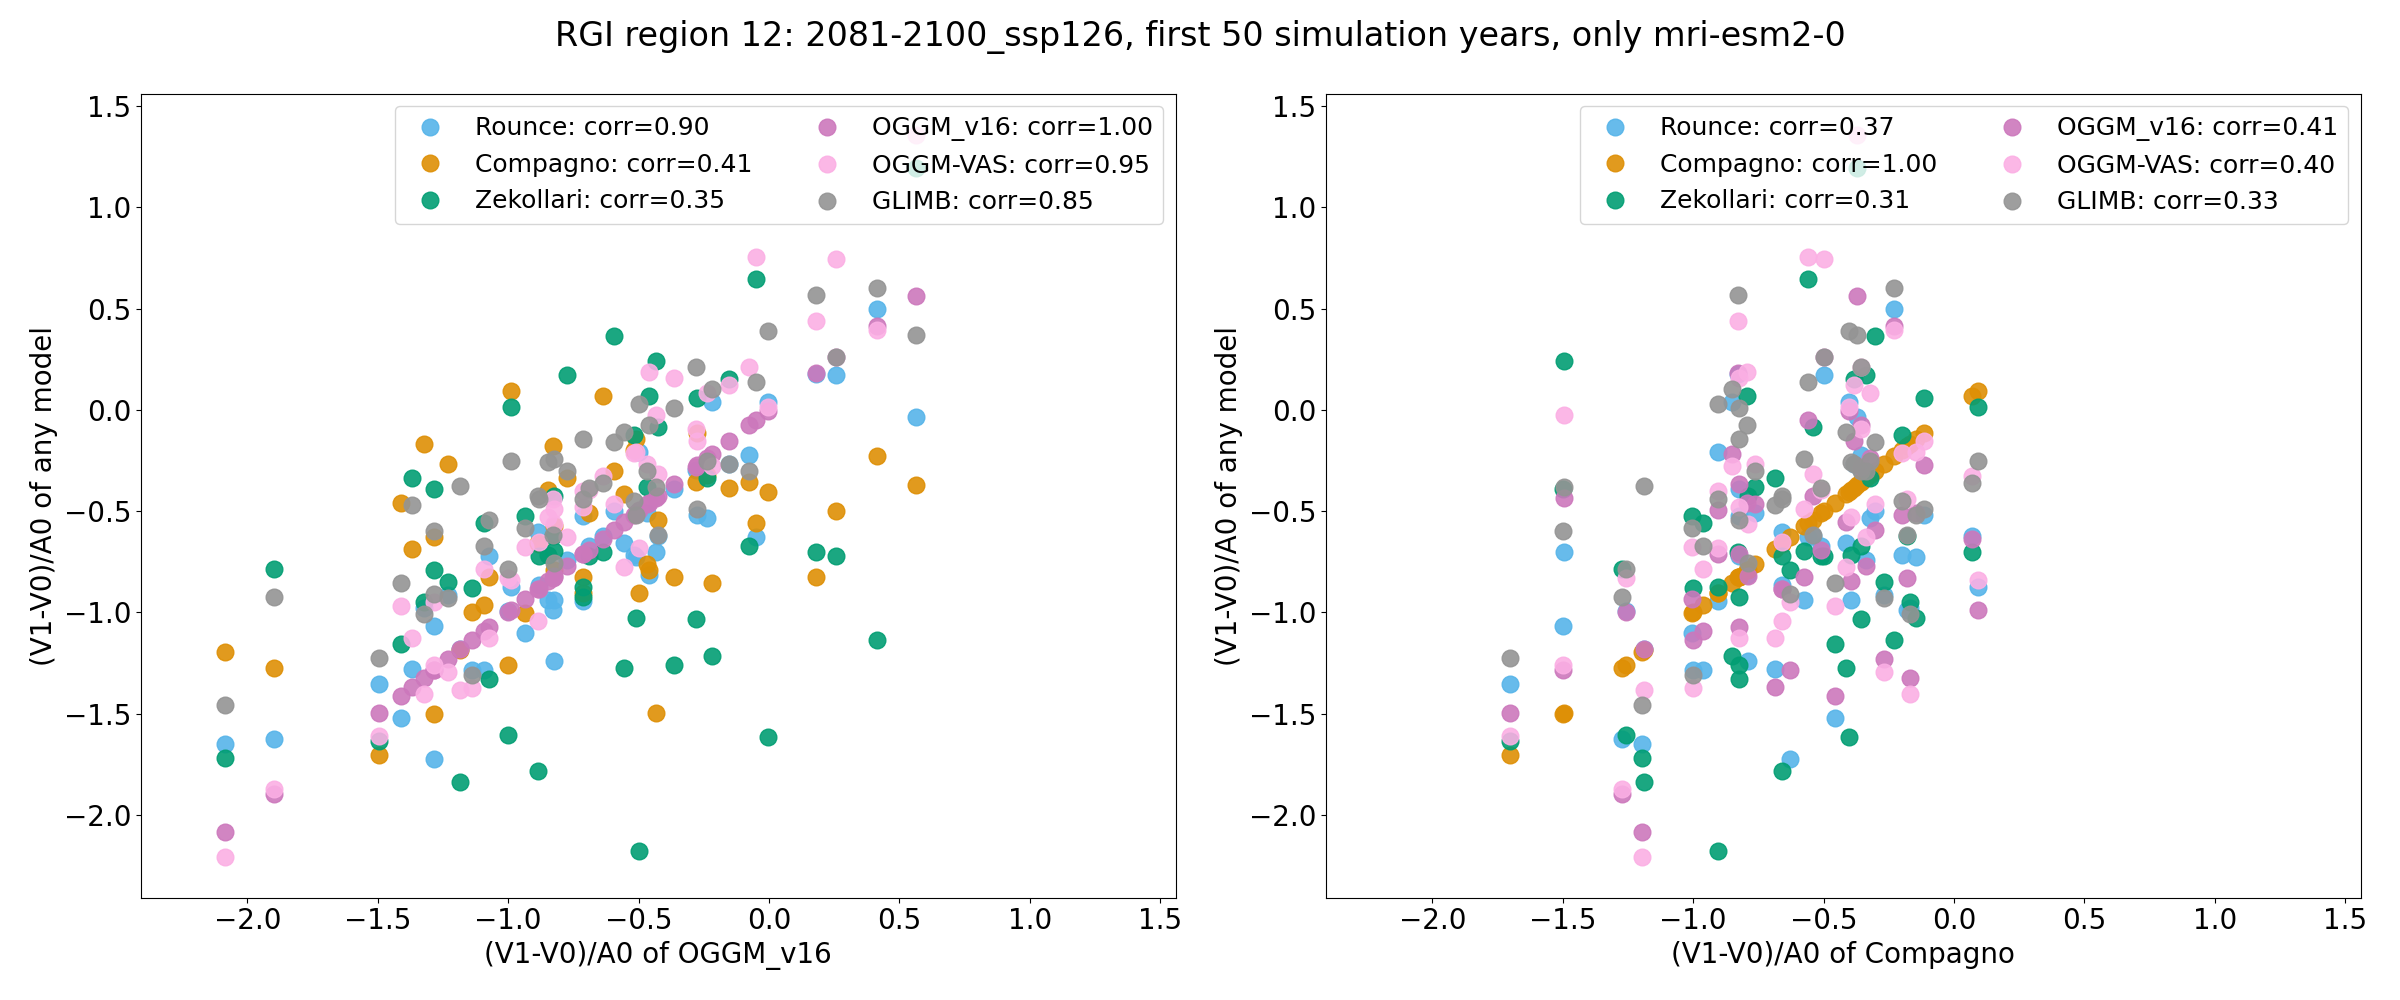 RGI region 12: 2081-2100_ssp126, first 50 simulation years, only mri-esm2-0
(V1-V0)/A0 of any model
1.5
1.0
0.5
0.0
−0.5
−1.0
−1.5
−2.0
Rounce: corr=0.90
Compagno: corr=0.41
Zekollari: corr=0.35
OGGM_v16: corr=1.00
OGGM-VAS: corr=0.95
GLIMB: corr=0.85
−2.0 −1.5 −1.0 −0.5 0.0 0.5 1.0 1.5
(V1-V0)/A0 of OGGM_v16
(V1-V0)/A0 of any model
1.5
1.0
0.5
0.0
−0.5
−1.0
−1.5
−2.0
Rounce: corr=0.37
Compagno: corr=1.00
Zekollari: corr=0.31
OGGM_v16: corr=0.41
OGGM-VAS: corr=0.40
GLIMB: corr=0.33
−2.0 −1.5 −1.0 −0.5 0.0 0.5 1.0 1.5
(V1-V0)/A0 of Compagno